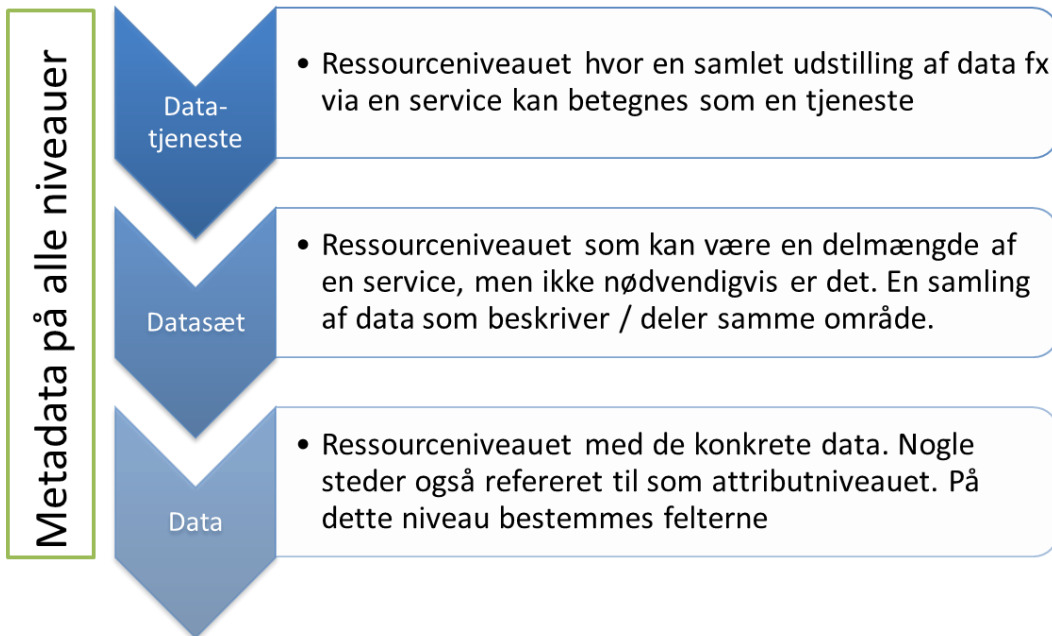 Metadata på alle niveauer
Data-
tjeneste
• Ressourceniveauet hvor en samlet udstilling af data fx
via en service kan betegnes som en tjeneste
Datasæt
• Ressourceniveauet som kan være en delmængde af
en service, men ikke nødvendigvis er det. En samling
af data som beskriver / deler samme område.
Data
• Ressourceniveauet med de konkrete data. Nogle
steder også refereret til som attributniveauet. På
dette niveau bestemmes felterne